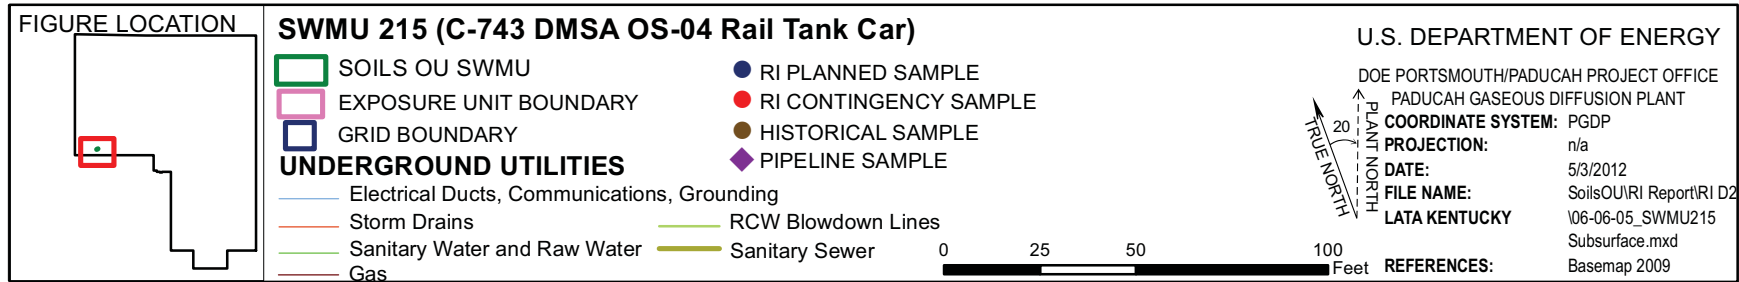 FIGURE LOCATION
SWMU 215 (C-743 DMSA OS-04 Rail Tank Car)
SOILS OU SWMU
EXPOSURE UNIT BOUNDARY
GRID BOUNDARY
RI PLANNED SAMPLE
RI CONTINGENCY SAMPLE
HISTORICAL SAMPLE
PIPELINE SAMPLE
UNDERGROUND UTILITIES
Electrical Ducts, Communications, Grounding
Storm Drains
Sanitary Water and Raw Water
Gas
RCW Blowdown Lines
Sanitary Sewer
0 25 50 100
Feet
TRUE NORTH
20
PLANT NORTH
U.S. DEPARTMENT OF ENERGY
DOE PORTSMOUTH/PADUCAH PROJECT OFFICE
PADUCAH GASEOUS DIFFUSION PLANT
COORDINATE SYSTEM: PGDP
PROJECTION: n/a
DATE: 5/3/2012
FILE NAME: SoilsOU\RI Report\RI D2
LATA KENTUCKY \06-06-05_SWMU215
Subsurface.mxd
REFERENCES: Basemap 2009